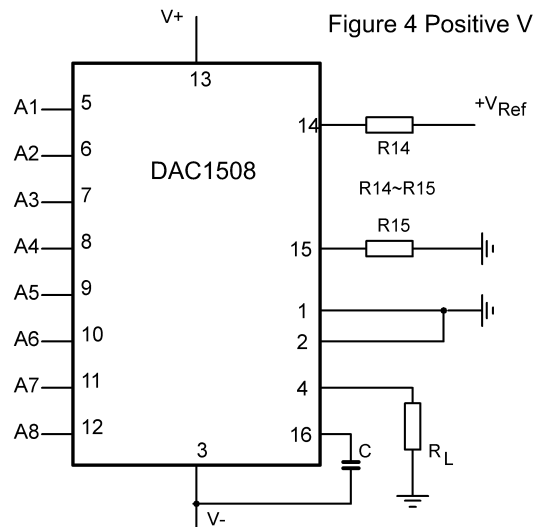 V+
Figure 4 Positive V
13
A1
5
14
+VRef
R14
A2
6
DAC1508
A3
7
R14~R15
R15
A4
8
15
A5
9
1
A6
10
2
A7
11
4
A8
12
16
C
RL
3
V-